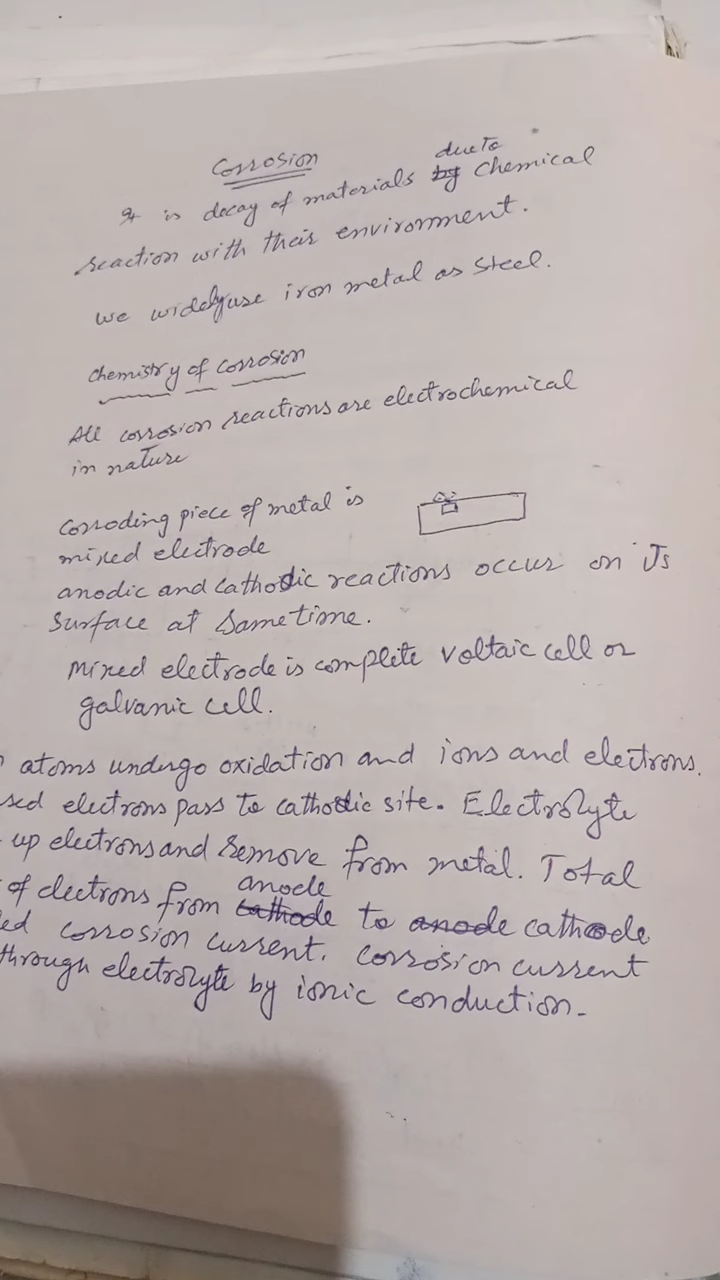 Corrosion
It is decay of materials due to chemical
reaction with their environment.
We widely use iron metal as steel.
Chemistry of corrosion
All corrosion reactions are electrochemical
in nature
Corroding piece of metal is
mixed electrode
anodic and cathodic reactions occur on its
surface at same time.
Mixed electrode is complete voltaic cell or
galvanic cell.
atoms undergo oxidation and ions and electrons.
sed electrons pass to cathodic site. Electrolyte
up electrons and remove from metal. Total
of electrons from anode to cathode
ed corrosion current. Corrosion current
through electrolyte by ionic conduction.